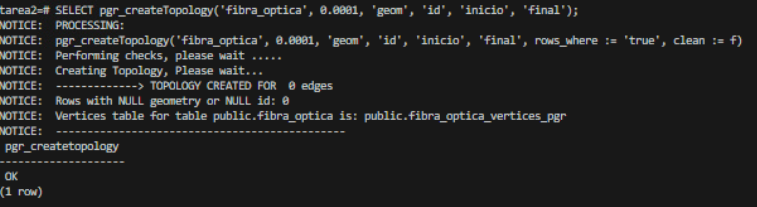 tarea2=# SELECT pgr_createTopology('fibra_optica', 0.0001, 'geom', 'id', 'inicio', 'final');
NOTICE:  PROCESSING:
NOTICE:  pgr_createTopology('fibra_optica', 0.0001, 'geom', 'id', 'inicio', 'final', rows_where := 'true', clean := f)
NOTICE:  Performing checks, please wait .....
NOTICE:  Creating Topology, Please wait...
NOTICE:  -------------> TOPOLOGY CREATED FOR  0 edges
NOTICE:  Rows with NULL geometry or NULL id: 0
NOTICE:  Vertices table for table public.fibra_optica is: public.fibra_optica_vertices_pgr
NOTICE:  ----------------------------------------------
 pgr_createtopology
--------------------
 OK
(1 row)